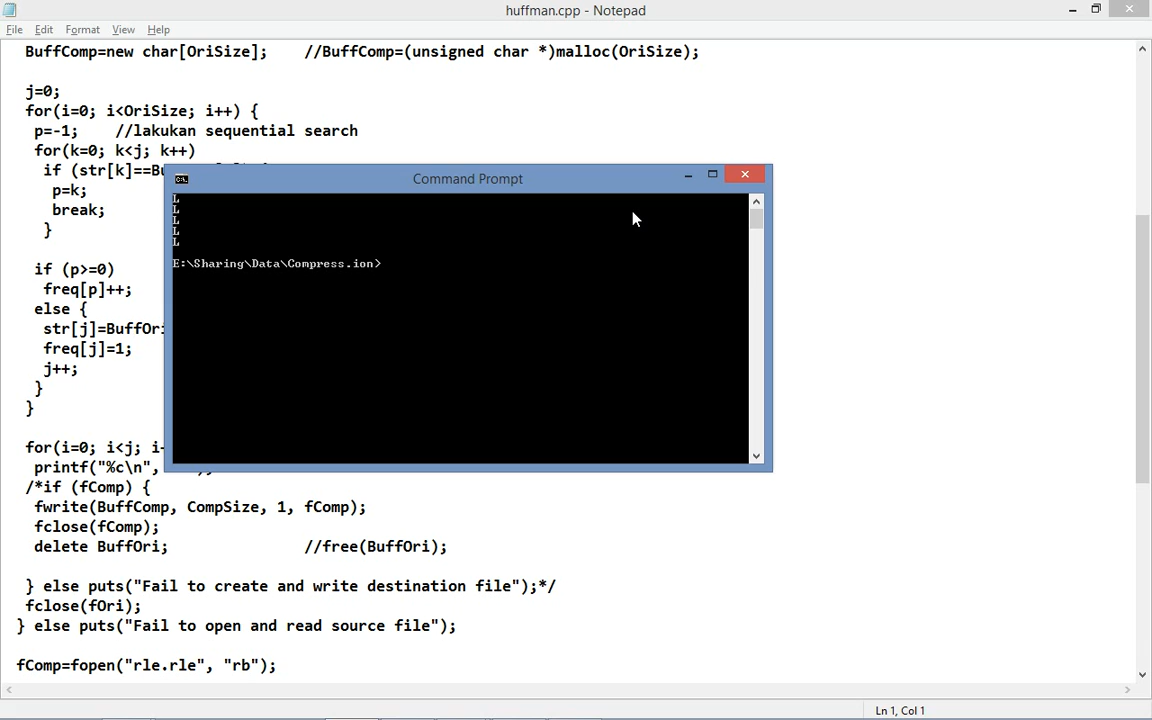 huffman.cpp - Notepad
File Edit Format View Help
BuffComp=new char[OriSize]; //BuffComp=(unsigned char *)malloc(OriSize);
j=0;
for(i=0; i<OriSize; i++) {
p=-1; //lakukan sequential search
for(k=0; k<j; k++)
if (str[k]==Bu
p=k;
break;
}
if (p>=0)
freq[p]++;
else {
str[j]=BuffOri
freq[j]=1;
j++;
}
}
for(i=0; i<j; i
printf("%c\n",
/*if (fComp) {
fwrite(BuffComp, CompSize, 1, fComp);
fclose(fComp);
delete BuffOri; //free(BuffOri);
} else puts("Fail to create and write destination file");*/
fclose(fOri);
} else puts("Fail to open and read source file");
fComp=fopen("rle.rle", "rb");
Command Prompt
L
L
L
L
L
E:\Sharing\Data\Compress.ion>
Ln 1, Col 1